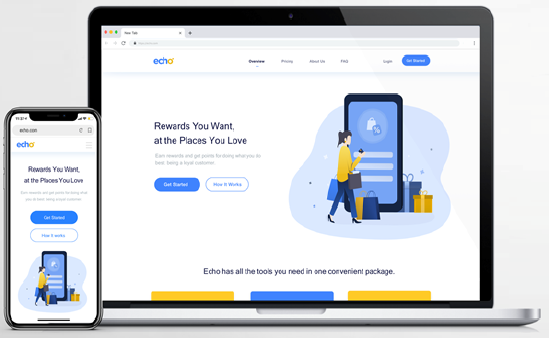 New Tab
echo
Overview
Pricing
About Us
FAQ
Login
Get Started
Rewards You Want,
at the Places You Love
Earn rewards and get points for doing what you do
best: being a loyal customer.
Get Started
How It Works
Echo has all the tools you need in one convenient package.
11:27
echo.com
echo
Rewards You Want,
at the Places You Love
Earn rewards and get points for doing what
you do best: being a loyal customer.
Get Started
How It works